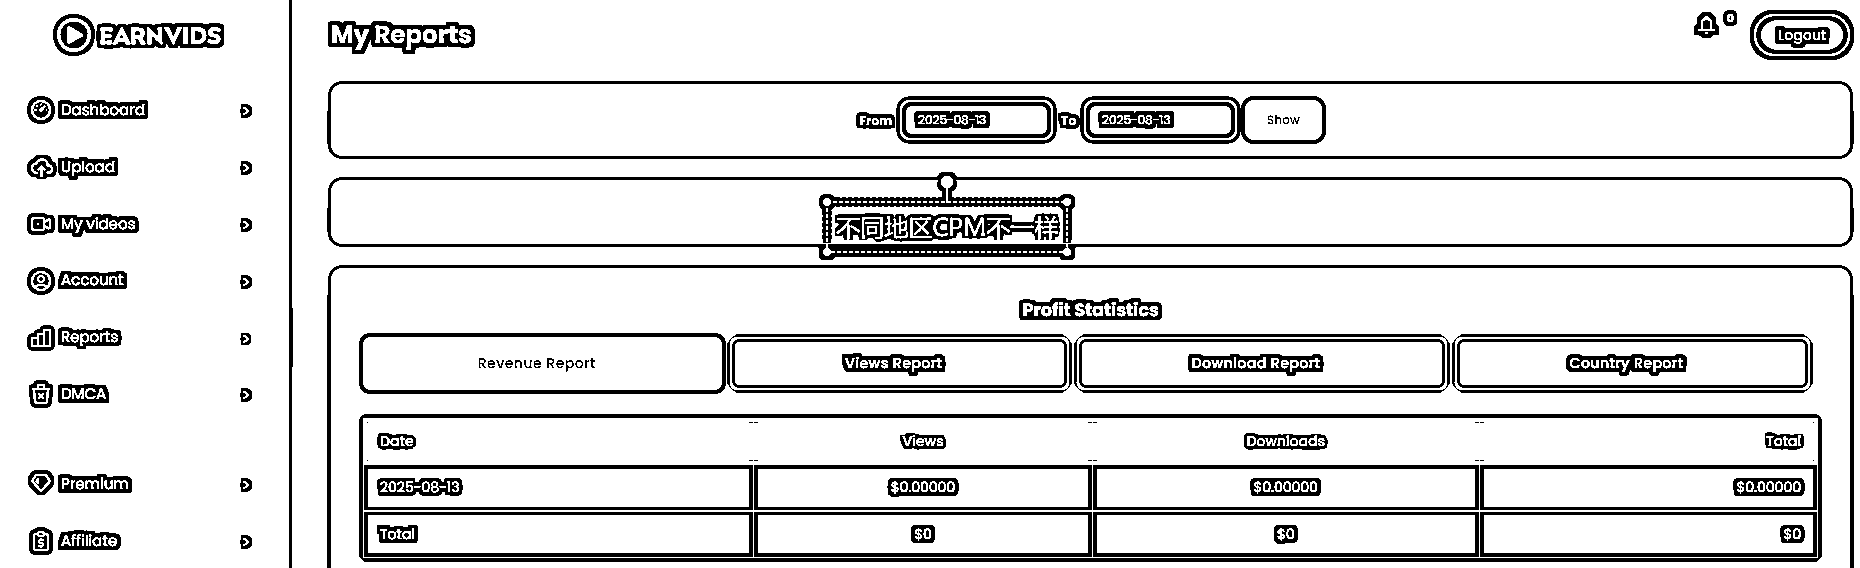 EARNVIDS
My Reports
0
Logout
Dashboard
Upload
My videos
Account
Reports
DMCA
Premium
Affiliate
From 2025-08-13 To 2025-08-13 Show
不同地区CPM不一样
Profit Statistics
Revenue Report Views Report Download Report Country Report
Date Views Downloads Total
2025-08-13 $0.00000 $0.00000 $0.00000
Total $0 $0 $0